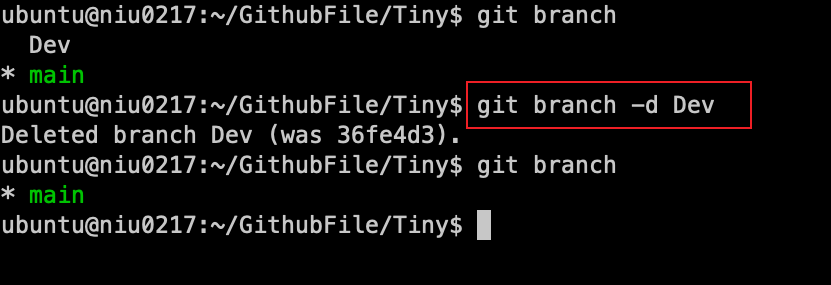 ubuntu@niu0217:~/GithubFile/Tiny$ git branch
  Dev
* main
ubuntu@niu0217:~/GithubFile/Tiny$ git branch -d Dev
Deleted branch Dev (was 36fe4d3).
ubuntu@niu0217:~/GithubFile/Tiny$ git branch
* main
ubuntu@niu0217:~/GithubFile/Tiny$